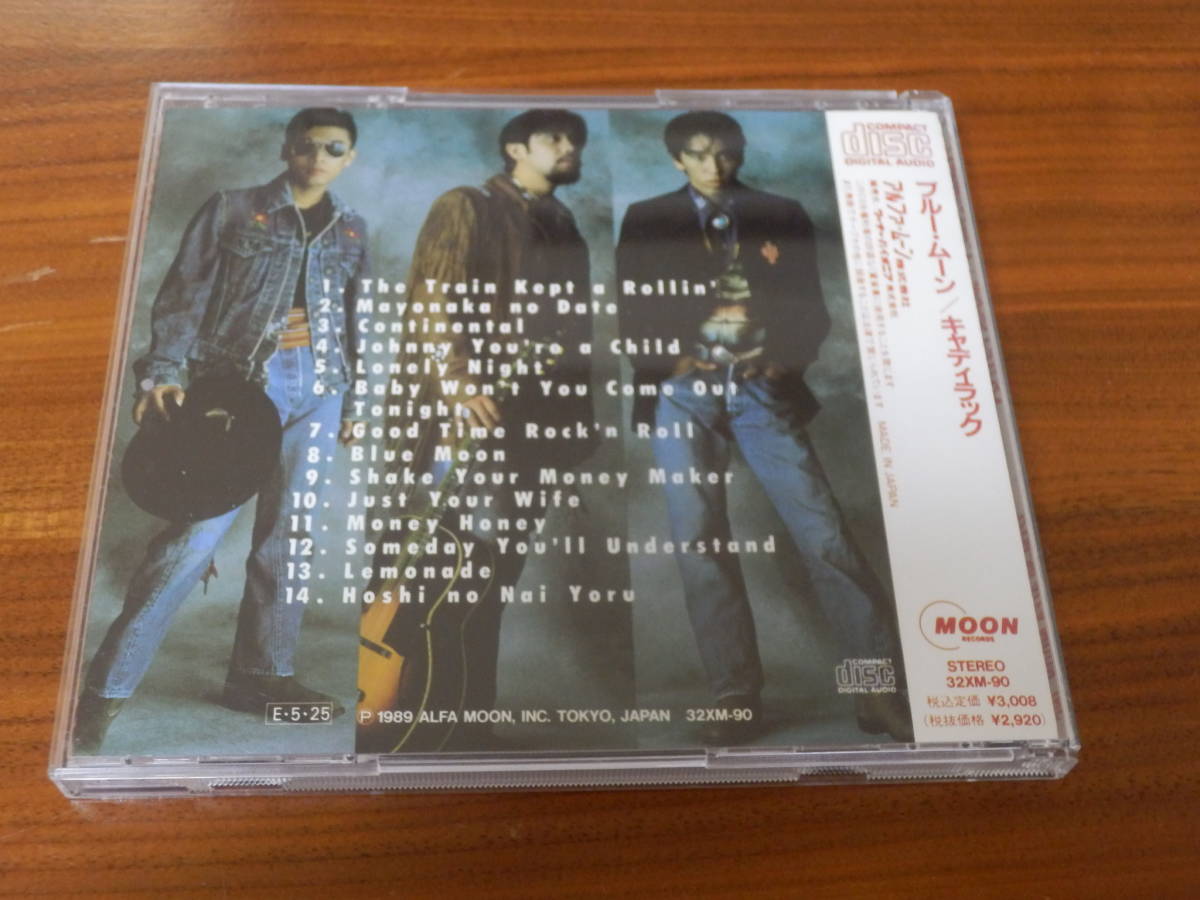 1. The Train Kept a Rollin'
2. Mayonaka no Date
3. Continental
4. Johnny You're a Child
5. Lonely Night
6. Baby Won't You Come Out
Tonight
7. Good Time Rock'n Roll
8. Blue Moon
9. Shake Your Money Maker
10. Just Your Wife
11. Money Honey
12. Someday You'll Understand
13. Lemonade
14. Hoshi no Nai Yoru
E・5・25
Ⓟ 1989 ALFA MOON, INC. TOKYO, JAPAN 32XM-90
COMPACT
disc
DIGITAL AUDIO
COMPACT
disc
DIGITAL AUDIO
ブルー・ムーン／キャディラック
アルファ・ムーン株式会社
MADE IN JAPAN
MOON
RECORDS
STEREO
32XM-90
税込定価 ¥3,008
(税抜価格 ¥2,920)